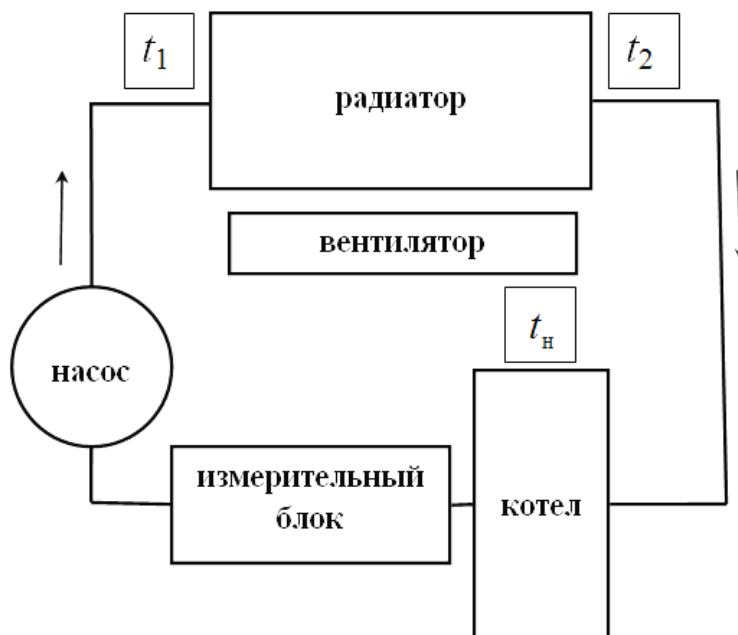 t1
t2
радиатор
вентилятор
tн
насос
измерительный
блок
котел